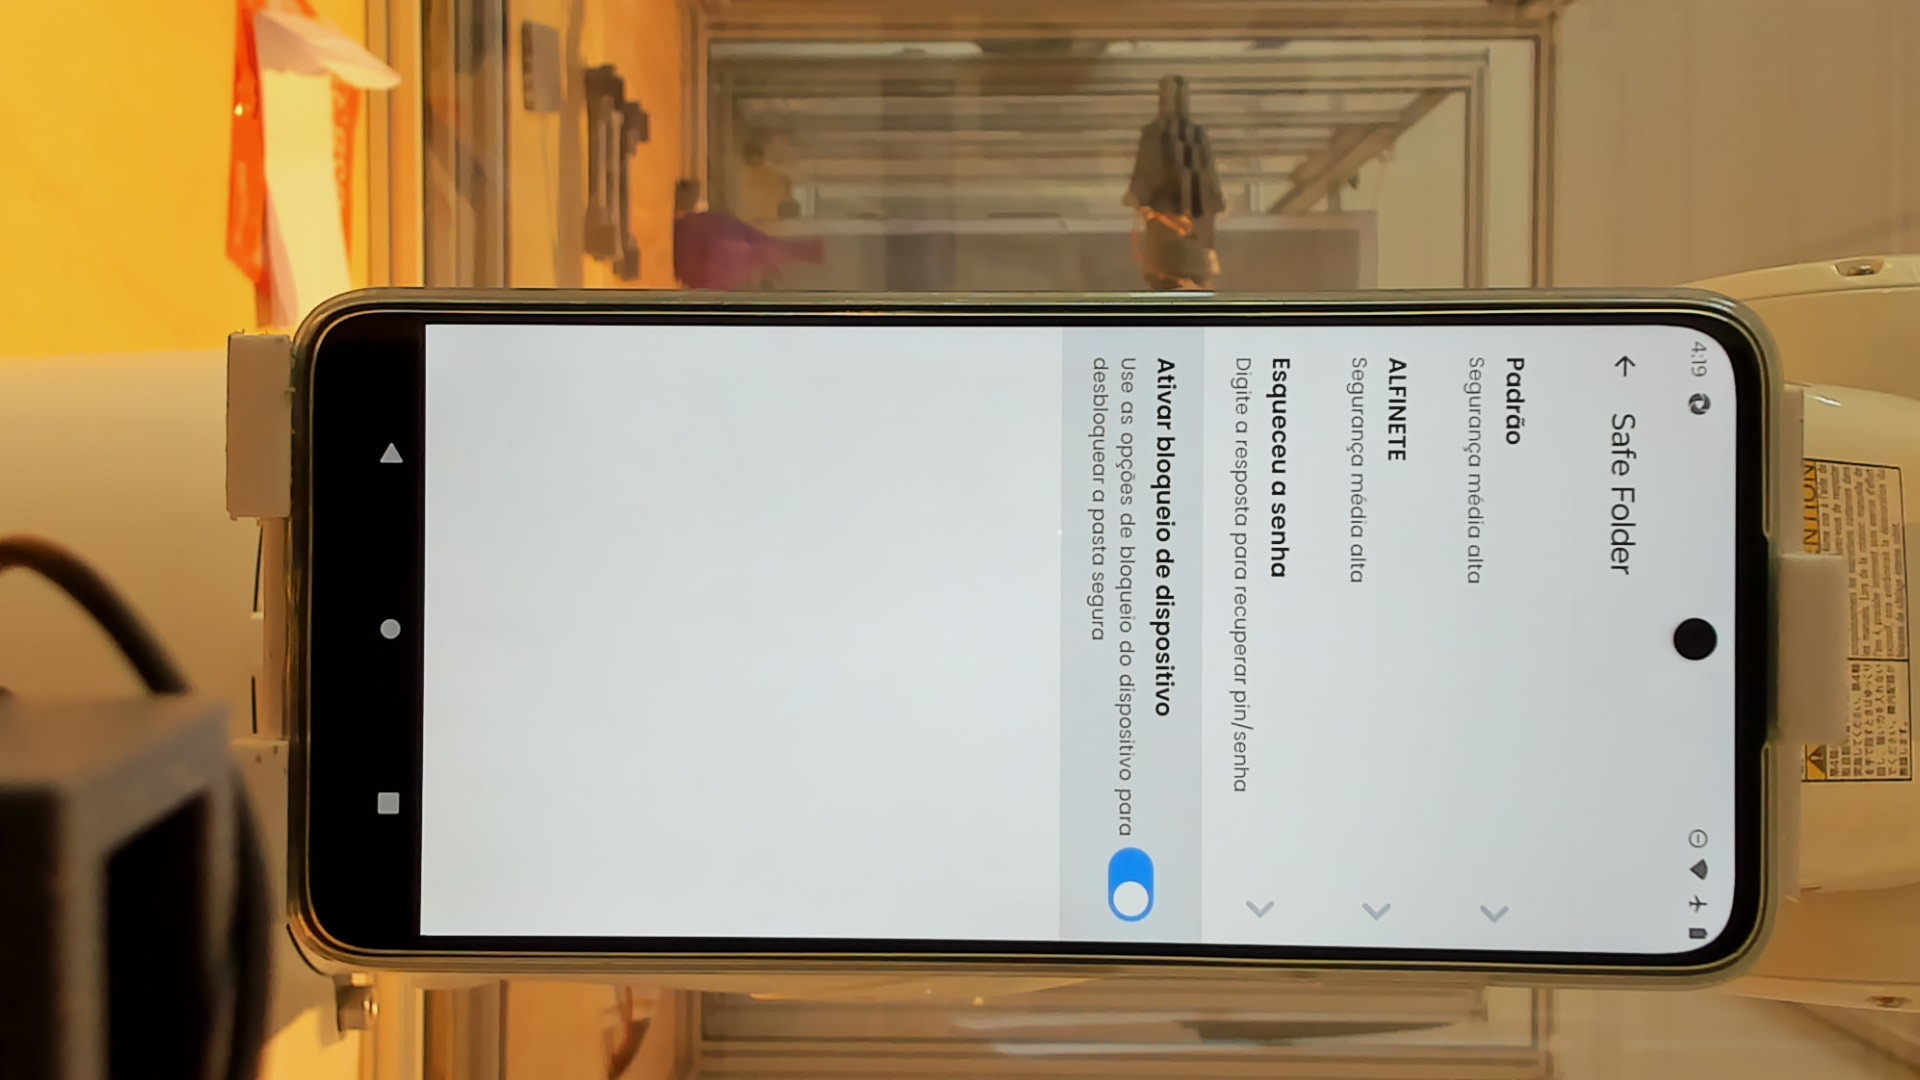 4:19
Safe Folder
Padrão
Segurança média alta
ALFINETE
Segurança média alta
Esqueceu a senha
Digite a resposta para recuperar pin/senha
Ativar bloqueio de dispositivo
Use as opções de bloqueio do dispositivo para
desbloquear a pasta segura